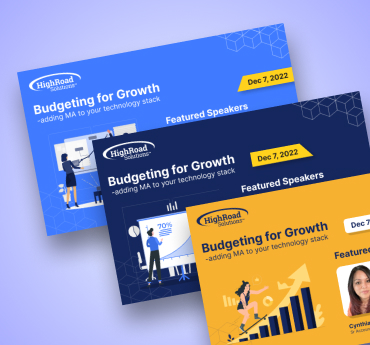 HighRoad
Solutions
Budgeting for Growth
-adding MA to your technology stack
Dec 7, 2022
Featured Speakers
HighRoad
Solutions
Budgeting for Growth
-adding MA to your technology stack
Dec 7, 2022
Featured Speakers
70%
HighRoad
Solutions
Budgeting for Growth
-adding MA to your technology stack
Dec 7
Featured
Cynthia